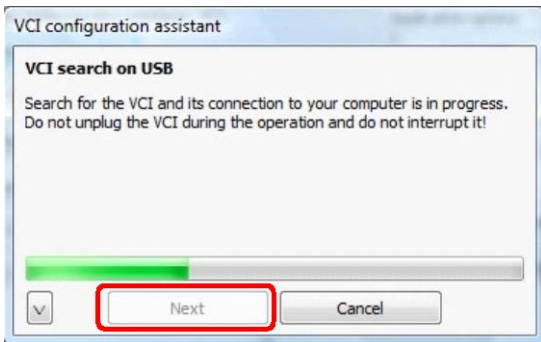 VCI configuration assistant
VCI search on USB
Search for the VCI and its connection to your computer is in progress.
Do not unplug the VCI during the operation and do not interrupt it!
Next
Cancel